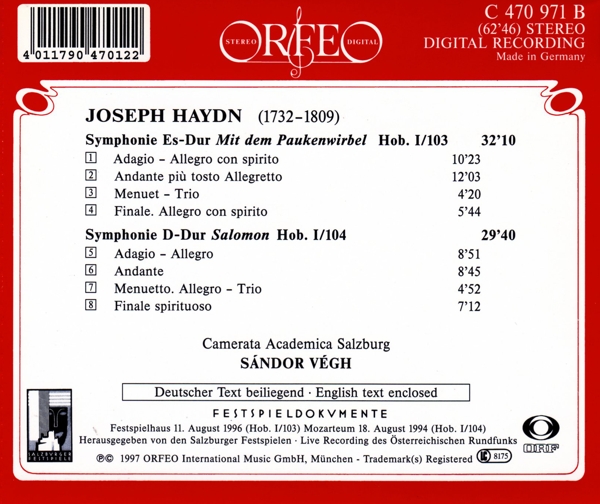 4 011790 470122
ORFEO
STEREO DIGITAL
C 470 971 B
(62'46) STEREO
DIGITAL RECORDING
Made in Germany
JOSEPH HAYDN (1732–1809)
Symphonie Es-Dur Mit dem Paukenwirbel Hob. I/103 32'10
1 Adagio – Allegro con spirito 10'23
2 Andante più tosto Allegretto 12'03
3 Menuet – Trio 4'20
4 Finale. Allegro con spirito 5'44
Symphonie D-Dur Salomon Hob. I/104 29'40
5 Adagio – Allegro 8'51
6 Andante 8'45
7 Menuetto. Allegro – Trio 4'52
8 Finale spirituoso 7'12
Camerata Academica Salzburg
SÁNDOR VÉGH
Deutscher Text beiliegend · English text enclosed
FESTSPIELDOKVMENTE
Festspielhaus 11. August 1996 (Hob. I/103) Mozarteum 18. August 1994 (Hob. I/104)
Herausgegeben von den Salzburger Festspielen · Live Recording des Österreichischen Rundfunks
℗© 1997 ORFEO International Music GmbH, München – Trademark(s) Registered LC 8175
SALZBURGER
FESTSPIELE
ORF